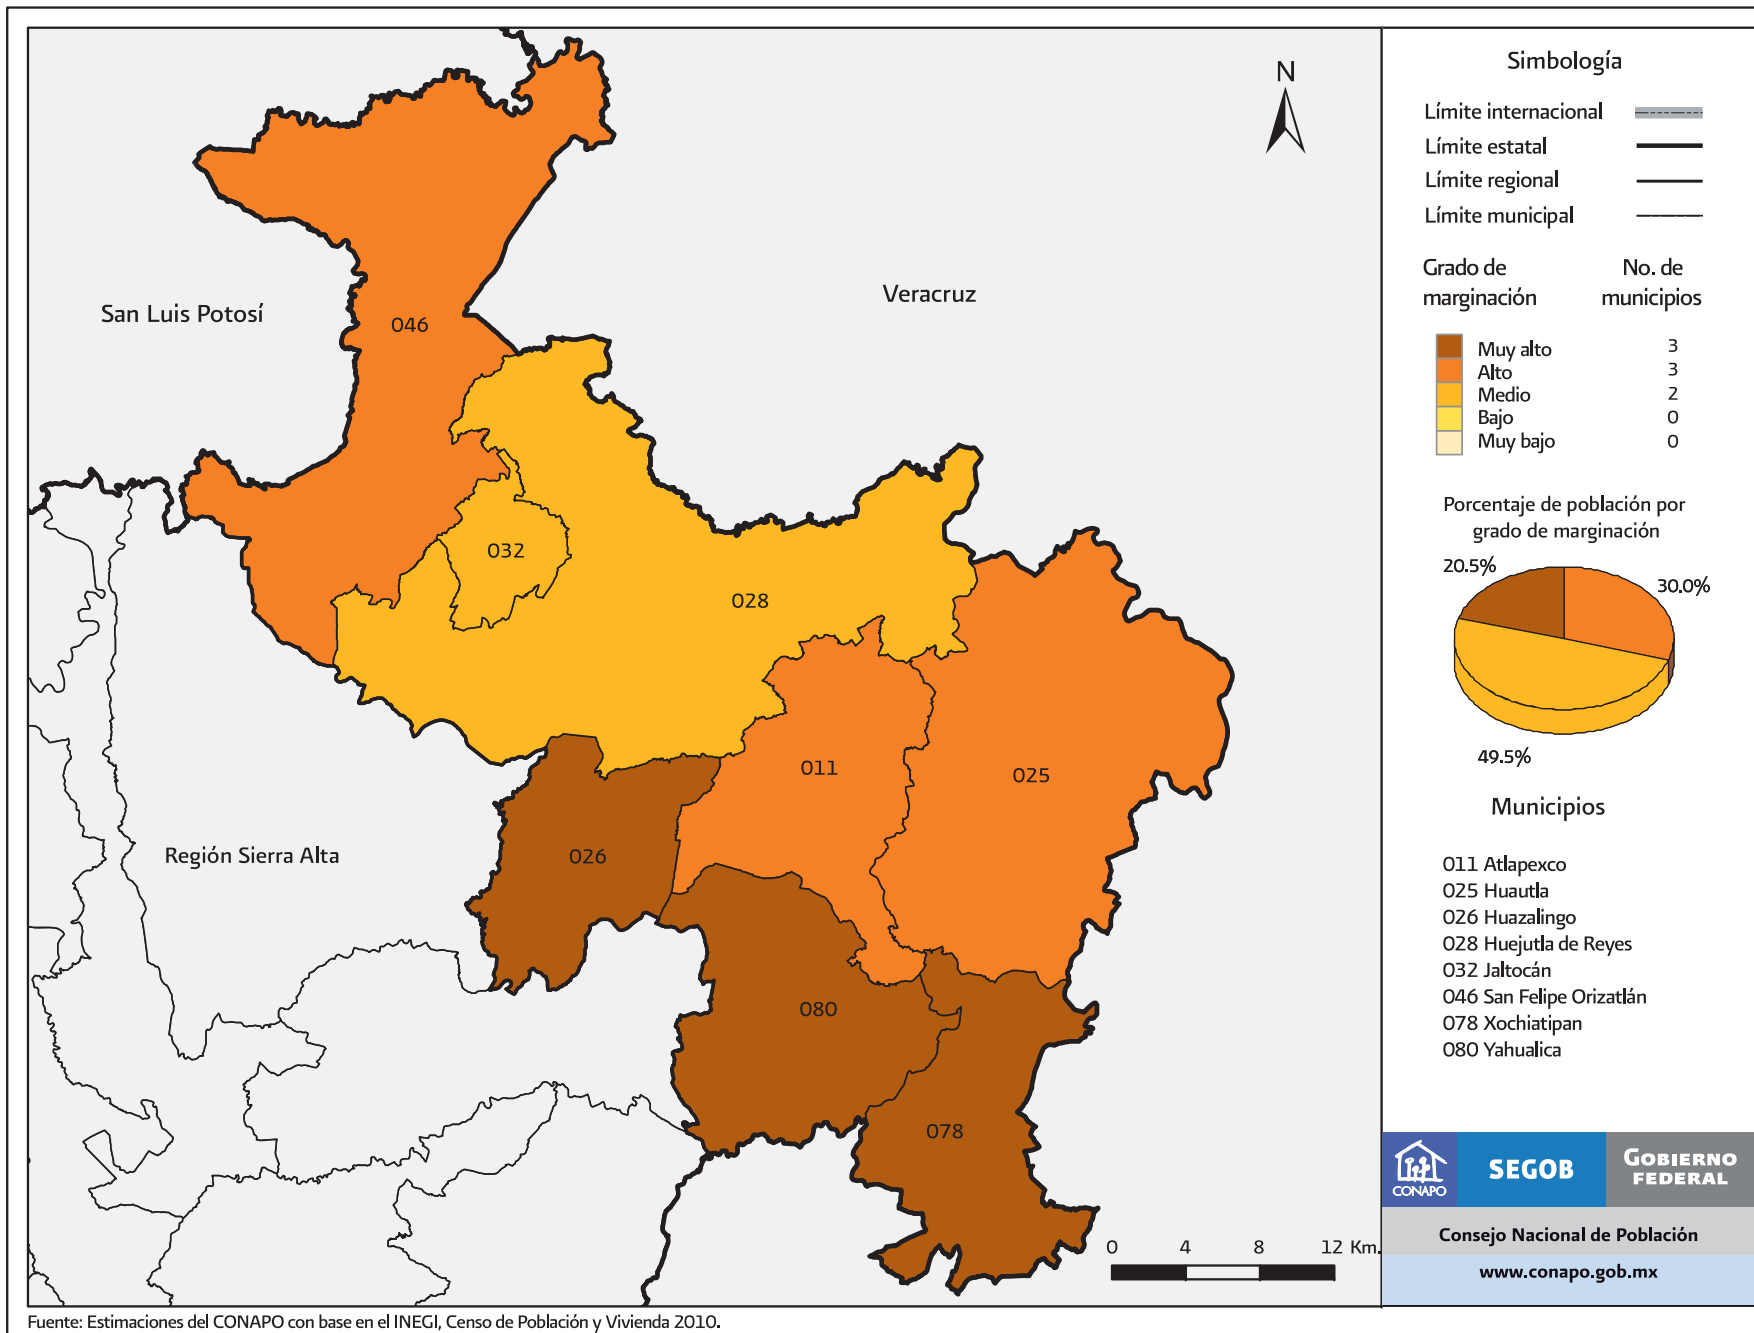 San Luis Potosí
Veracruz
Región Sierra Alta
046
032
028
011
025
026
080
078
N
0 4 8 12 Km.
Simbología
Límite internacional
Límite estatal
Límite regional
Límite municipal
Grado de marginación
No. de municipios
Muy alto 3
Alto 3
Medio 2
Bajo 0
Muy bajo 0
Porcentaje de población por
grado de marginación
20.5%
30.0%
49.5%
Municipios
011 Atlapexco
025 Huautla
026 Huazalingo
028 Huejutla de Reyes
032 Jaltocán
046 San Felipe Orizatlán
078 Xochiatipan
080 Yahualica
CONAPO
SEGOB
GOBIERNO
FEDERAL
Consejo Nacional de Población
www.conapo.gob.mx
Fuente: Estimaciones del CONAPO con base en el INEGI, Censo de Población y Vivienda 2010.